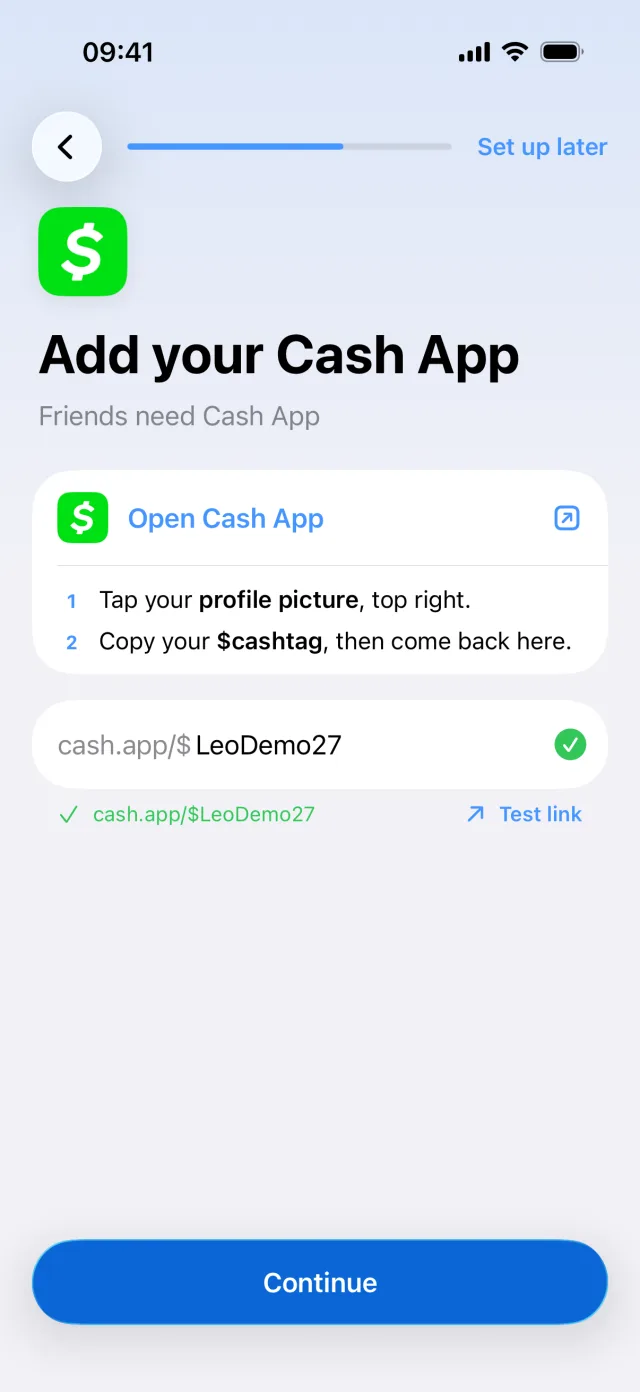 09:41
Set up later
$
Add your Cash App
Friends need Cash App
$ Open Cash App
1 Tap your profile picture, top right.
2 Copy your $cashtag, then come back here.
cash.app/$ LeoDemo27
cash.app/$LeoDemo27 Test link
Continue